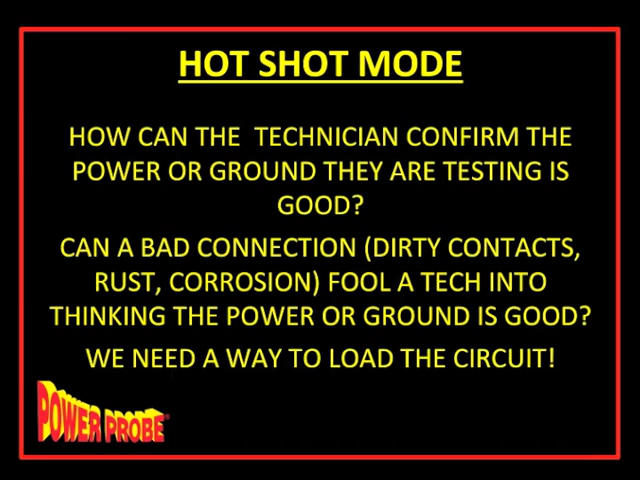 HOT SHOT MODE
HOW CAN THE TECHNICIAN CONFIRM THE
POWER OR GROUND THEY ARE TESTING IS
GOOD?
CAN A BAD CONNECTION (DIRTY CONTACTS,
RUST, CORROSION) FOOL A TECH INTO
THINKING THE POWER OR GROUND IS GOOD?
WE NEED A WAY TO LOAD THE CIRCUIT!
POWER PROBE®